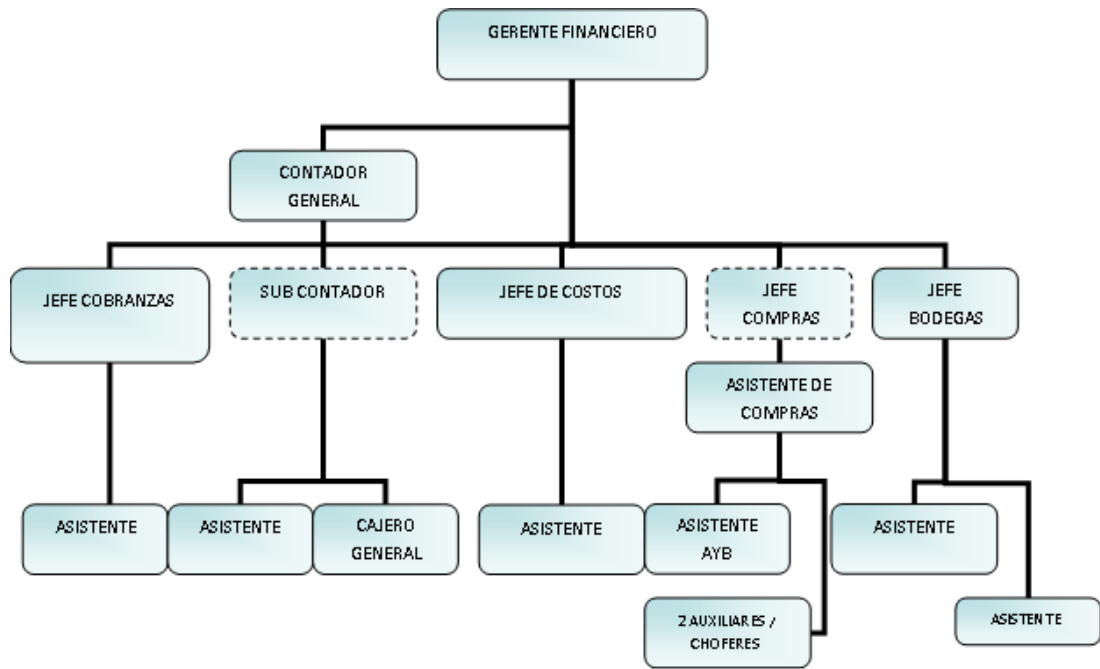 GERENTE FINANCIERO
CONTADOR
GENERAL
JEFE COBRANZAS
SUB CONTADOR
JEFE DE COSTOS
JEFE
COMPRAS
JEFE
BODEGAS
ASISTENTE DE
COMPRAS
ASISTENTE
ASISTENTE
CAJERO
GENERAL
ASISTENTE
ASISTENTE
AYB
ASISTENTE
2 AUXILIARES /
CHOFERES
ASISTENTE